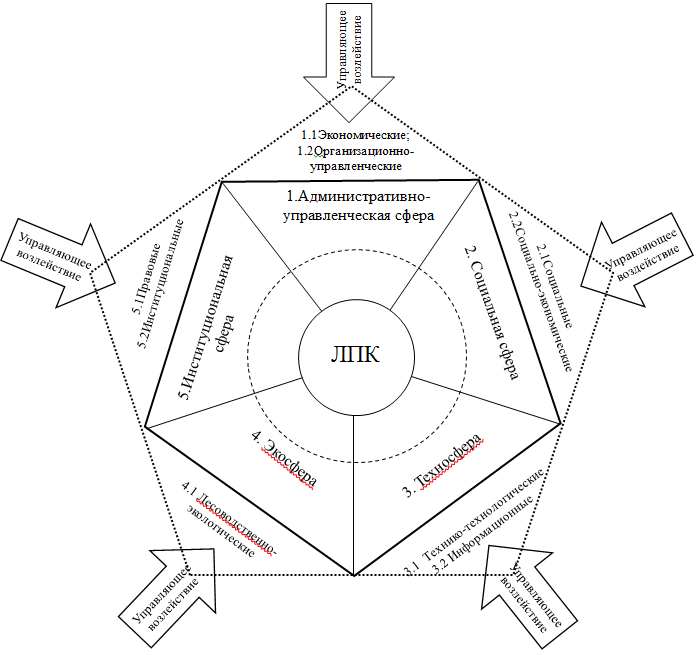 Управляющее
воздействие
1.1Экономические;
1.2Организационно-
управленческие
1.Административно-
управленческая сфера
Управляющее
воздействие
5.1Правовые
5.2Институциональные
5.Институциональная
сфера
2. Социальная сфера
2.1Социальные
2.2Социально-экономические
Управляющее
воздействие
ЛПК
4. Экосфера
3. Техносфера
4.1 Лесоводственно-
экологические
3.1 Технико-технологические
3.2 Информационные
Управляющее
воздействие
Управляющее
воздействие